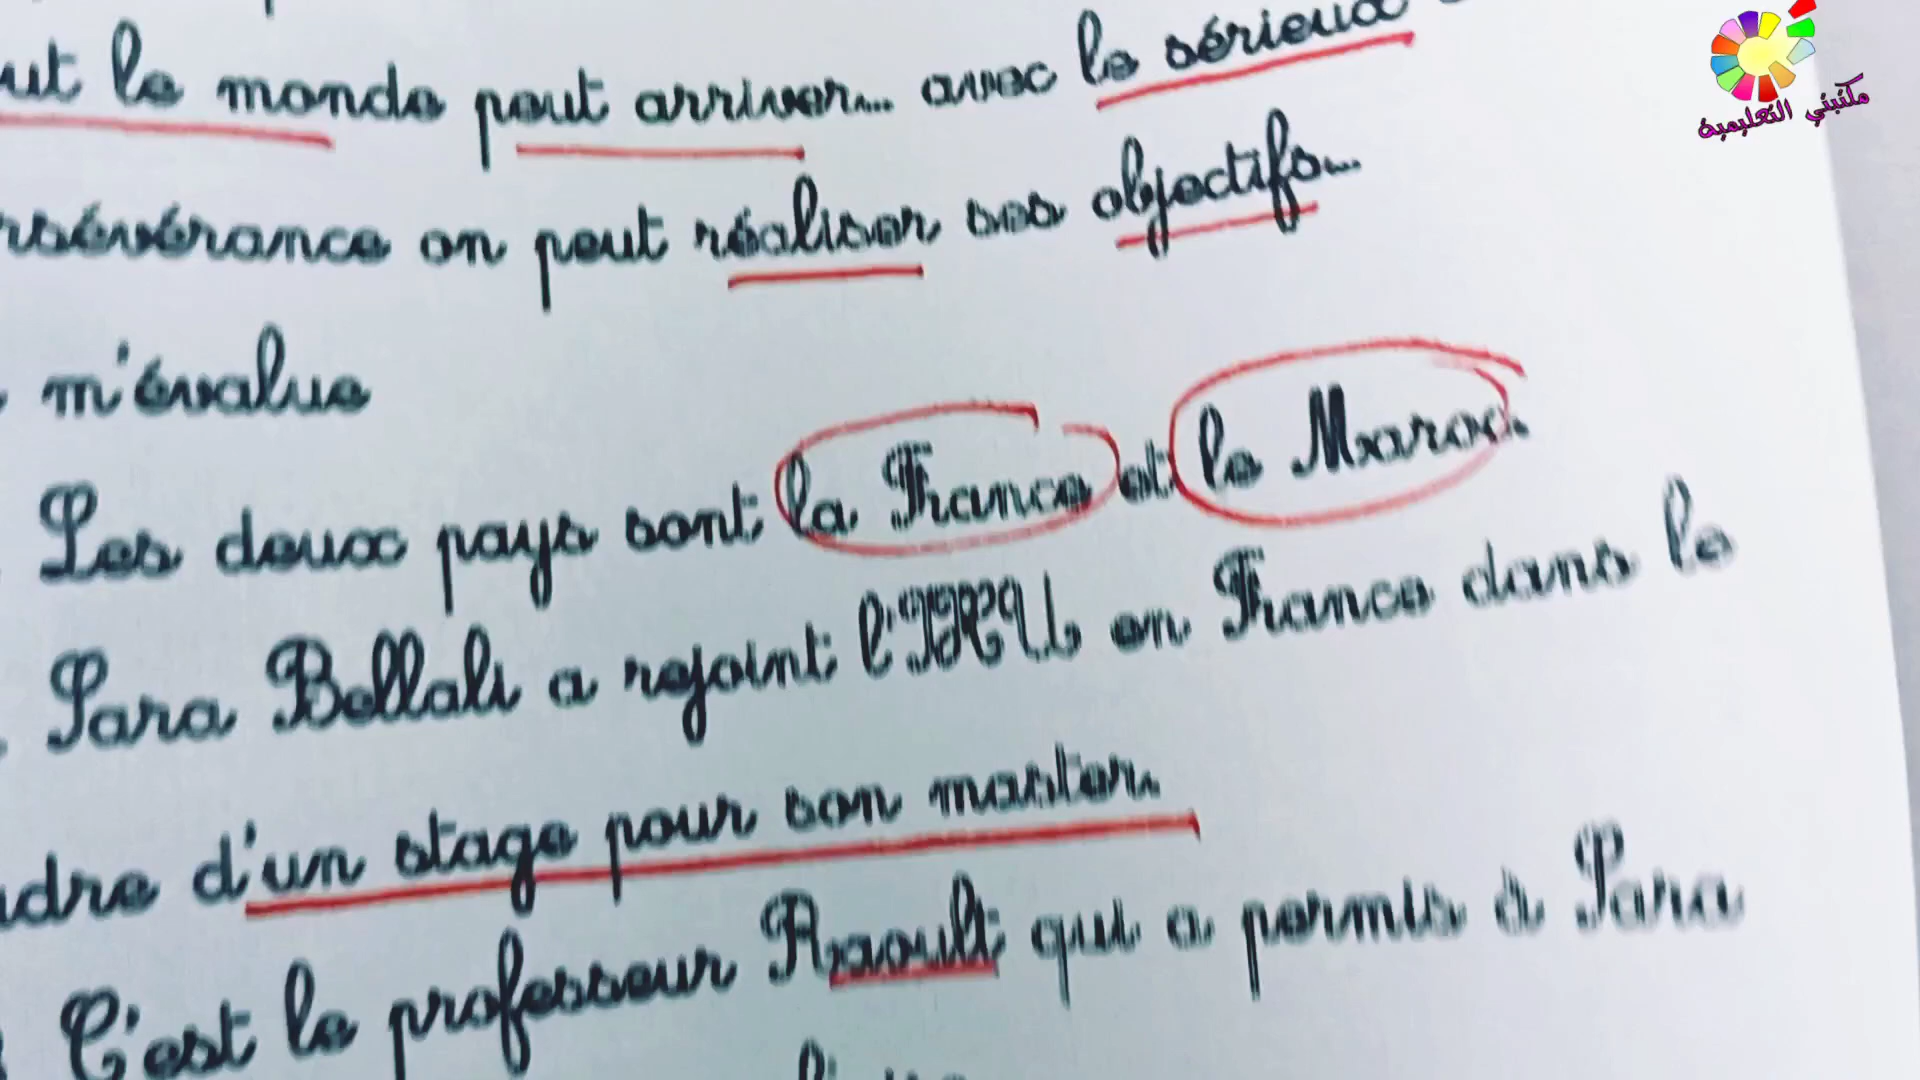 ut le monde peut arriver... avec le sérieux
rsévérance on peut réaliser ses objectifs...
m'évalue
Les deux pays sont la France et le Maroc.
Sara Bellali a rejoint l'IHU en France dans le
adre d'un stage pour son master.
C'est le professeur Raoult qui a permis à Sara
مكتبتي التعليمية